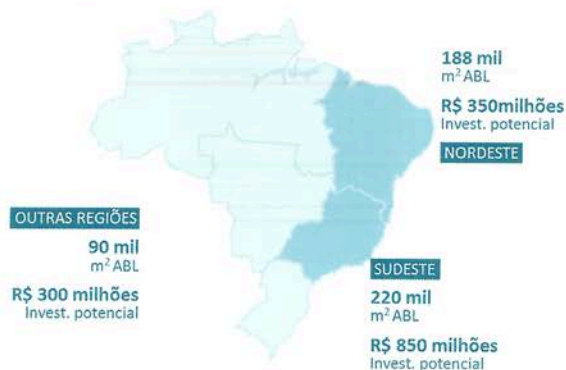 188 mil
m² ABL
R$ 350milhões
Invest. potencial
NORDESTE
OUTRAS REGIÕES
90 mil
m² ABL
R$ 300 milhões
Invest. potencial
SUDESTE
220 mil
m² ABL
R$ 850 milhões
Invest. potencial